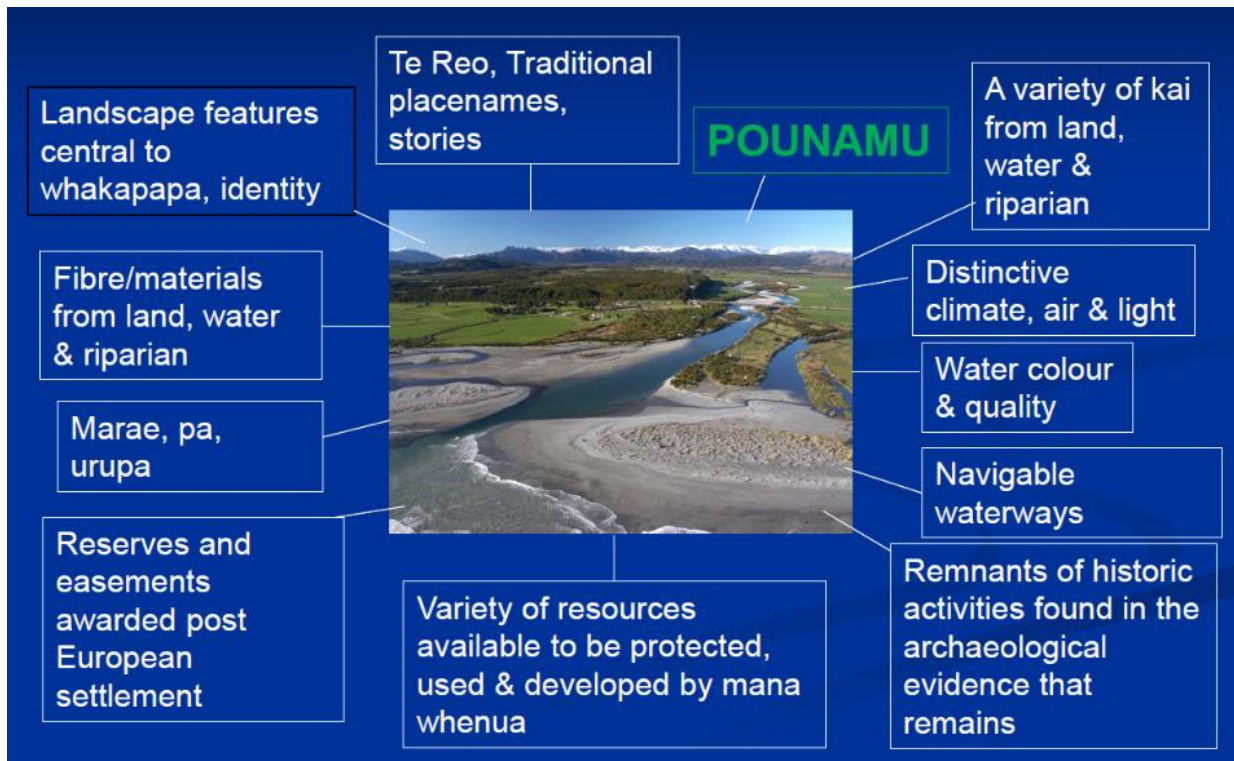 Te Reo, Traditional
placenames,
stories
Landscape features
central to
whakapapa, identity
POUNAMU
A variety of kai
from land,
water &
riparian
Fibre/materials
from land, water
& riparian
Distinctive
climate, air & light
Water colour
& quality
Marae, pa,
urupa
Navigable
waterways
Reserves and
easements
awarded post
European
settlement
Variety of resources
available to be protected,
used & developed by mana
whenua
Remnants of historic
activities found in the
archaeological
evidence that
remains